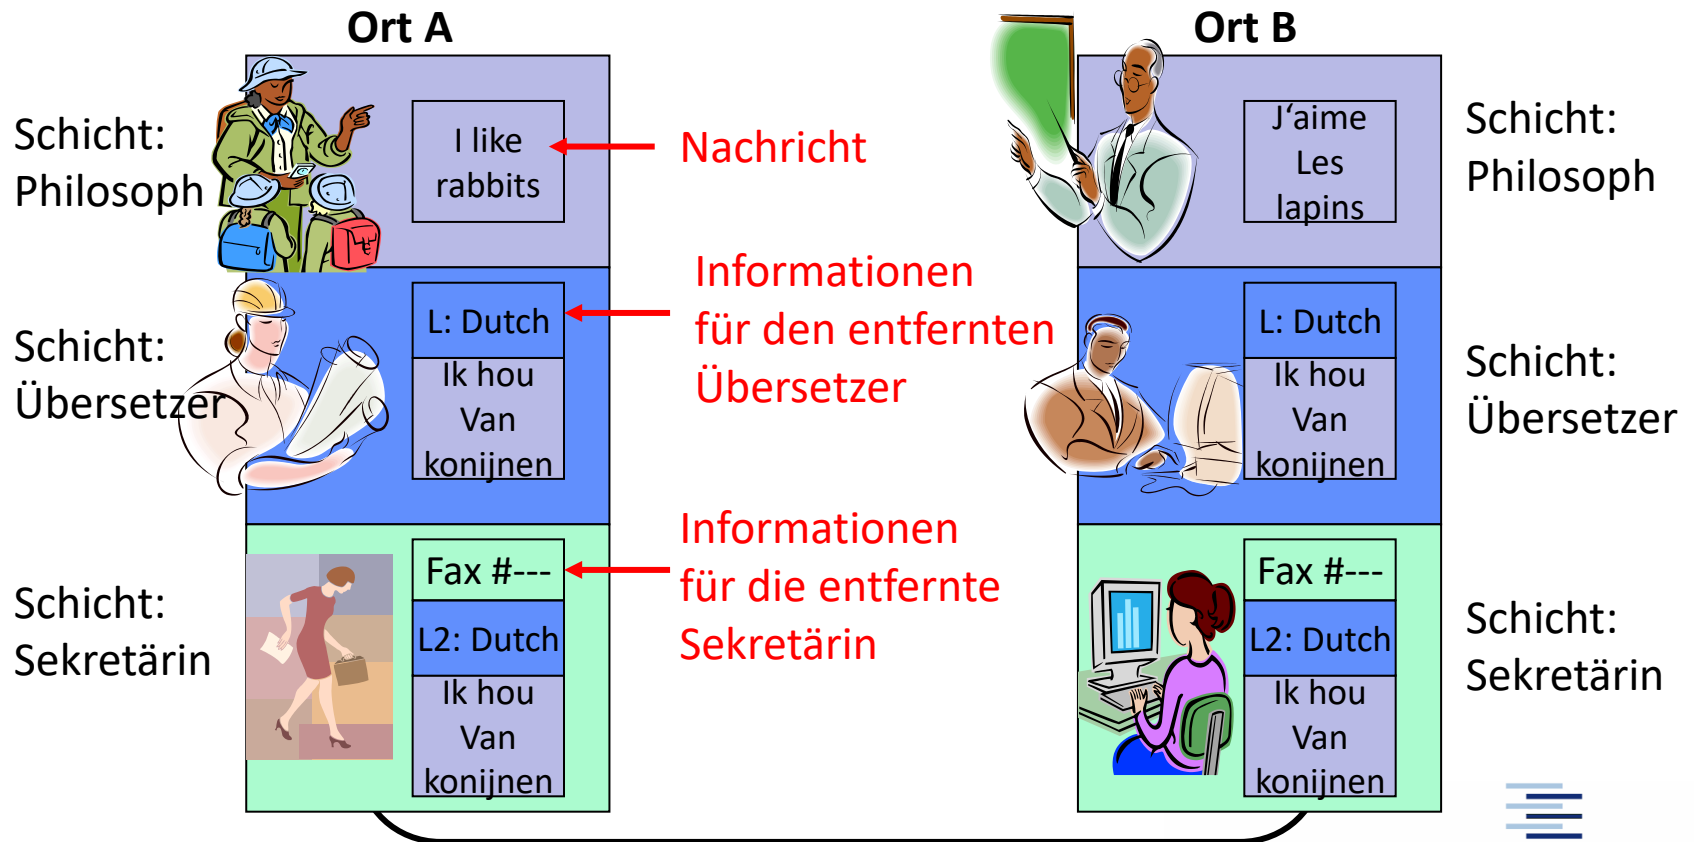 Ort A
Ort B
Schicht:
Philosoph
I like
rabbits
Nachricht
J‘aime
Les
lapins
Schicht:
Philosoph
Schicht:
Übersetzer
L: Dutch
Ik hou
Van
konijnen
Informationen
für den entfernten
Übersetzer
L: Dutch
Ik hou
Van
konijnen
Schicht:
Übersetzer
Schicht:
Sekretärin
Fax #---
L2: Dutch
Ik hou
Van
konijnen
Informationen
für die entfernte
Sekretärin
Fax #---
L2: Dutch
Ik hou
Van
konijnen
Schicht:
Sekretärin